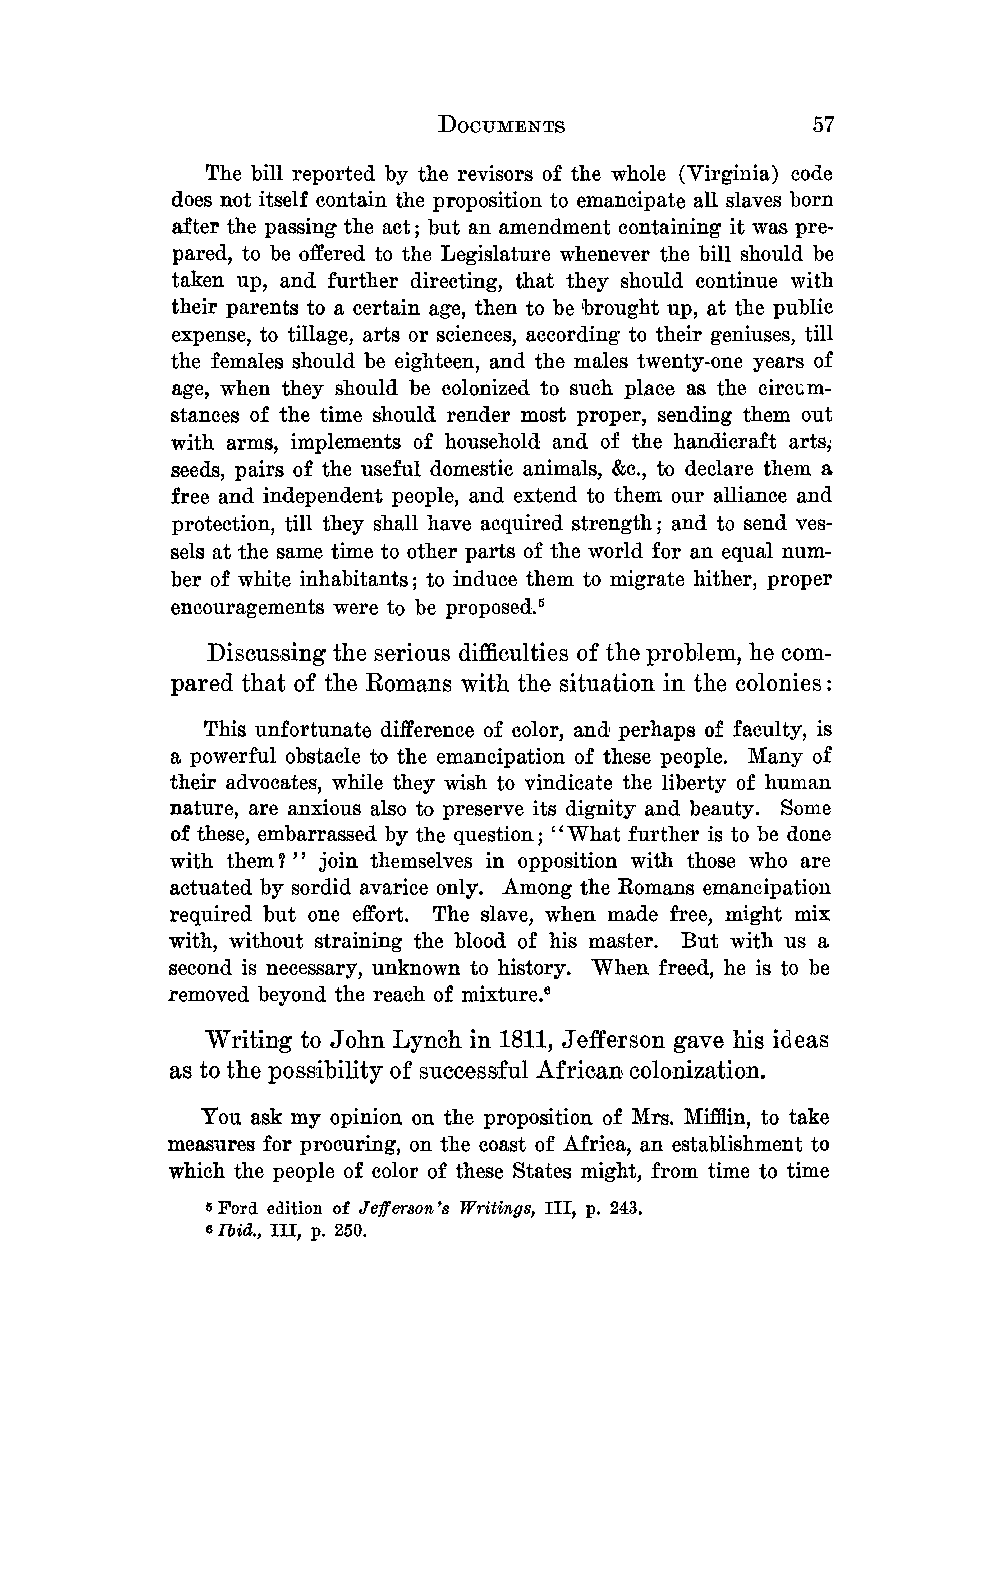 DOCUMENTS 57
The bill reported by the revisors of the whole (Virginia) code
does not itself contain the proposition to emancipate all slaves born
after the passing the act; but an amendment containing it was pre-
pared, to be offered to the Legislature whenever the bill should be
taken up, and further directing, that they should continue with
their parents to a certain age, then to be brought up, at the public
expense, to tillage, arts or sciences, according to their geniuses, till
the females should be eighteen, and the males twenty-one years of
age, when they should be colonized to such place as the circum-
stances of the time should render most proper, sending them out
with arms, implements of household and of the handicraft arts,
seeds, pairs of the useful domestic animals, &c., to declare them a
free and independent people, and extend to them our alliance and
protection, till they shall have acquired strength; and to send ves-
sels at the same time to other parts of the world for an equal num-
ber of white inhabitants; to induce them to migrate hither, proper
encouragements were to be proposed.⁵
Discussing the serious difficulties of the problem, he com-
pared that of the Romans with the situation in the colonies:
This unfortunate difference of color, and perhaps of faculty, is
a powerful obstacle to the emancipation of these people. Many of
their advocates, while they wish to vindicate the liberty of human
nature, are anxious also to preserve its dignity and beauty. Some
of these, embarrassed by the question; "What further is to be done
with them?" join themselves in opposition with those who are
actuated by sordid avarice only. Among the Romans emancipation
required but one effort. The slave, when made free, might mix
with, without straining the blood of his master. But with us a
second is necessary, unknown to history. When freed, he is to be
removed beyond the reach of mixture.⁶
Writing to John Lynch in 1811, Jefferson gave his ideas
as to the possibility of successful African colonization.
You ask my opinion on the proposition of Mrs. Mifflin, to take
measures for procuring, on the coast of Africa, an establishment to
which the people of color of these States might, from time to time
⁵ Ford edition of Jefferson's Writings, III, p. 243.
⁶ Ibid., III, p. 250.